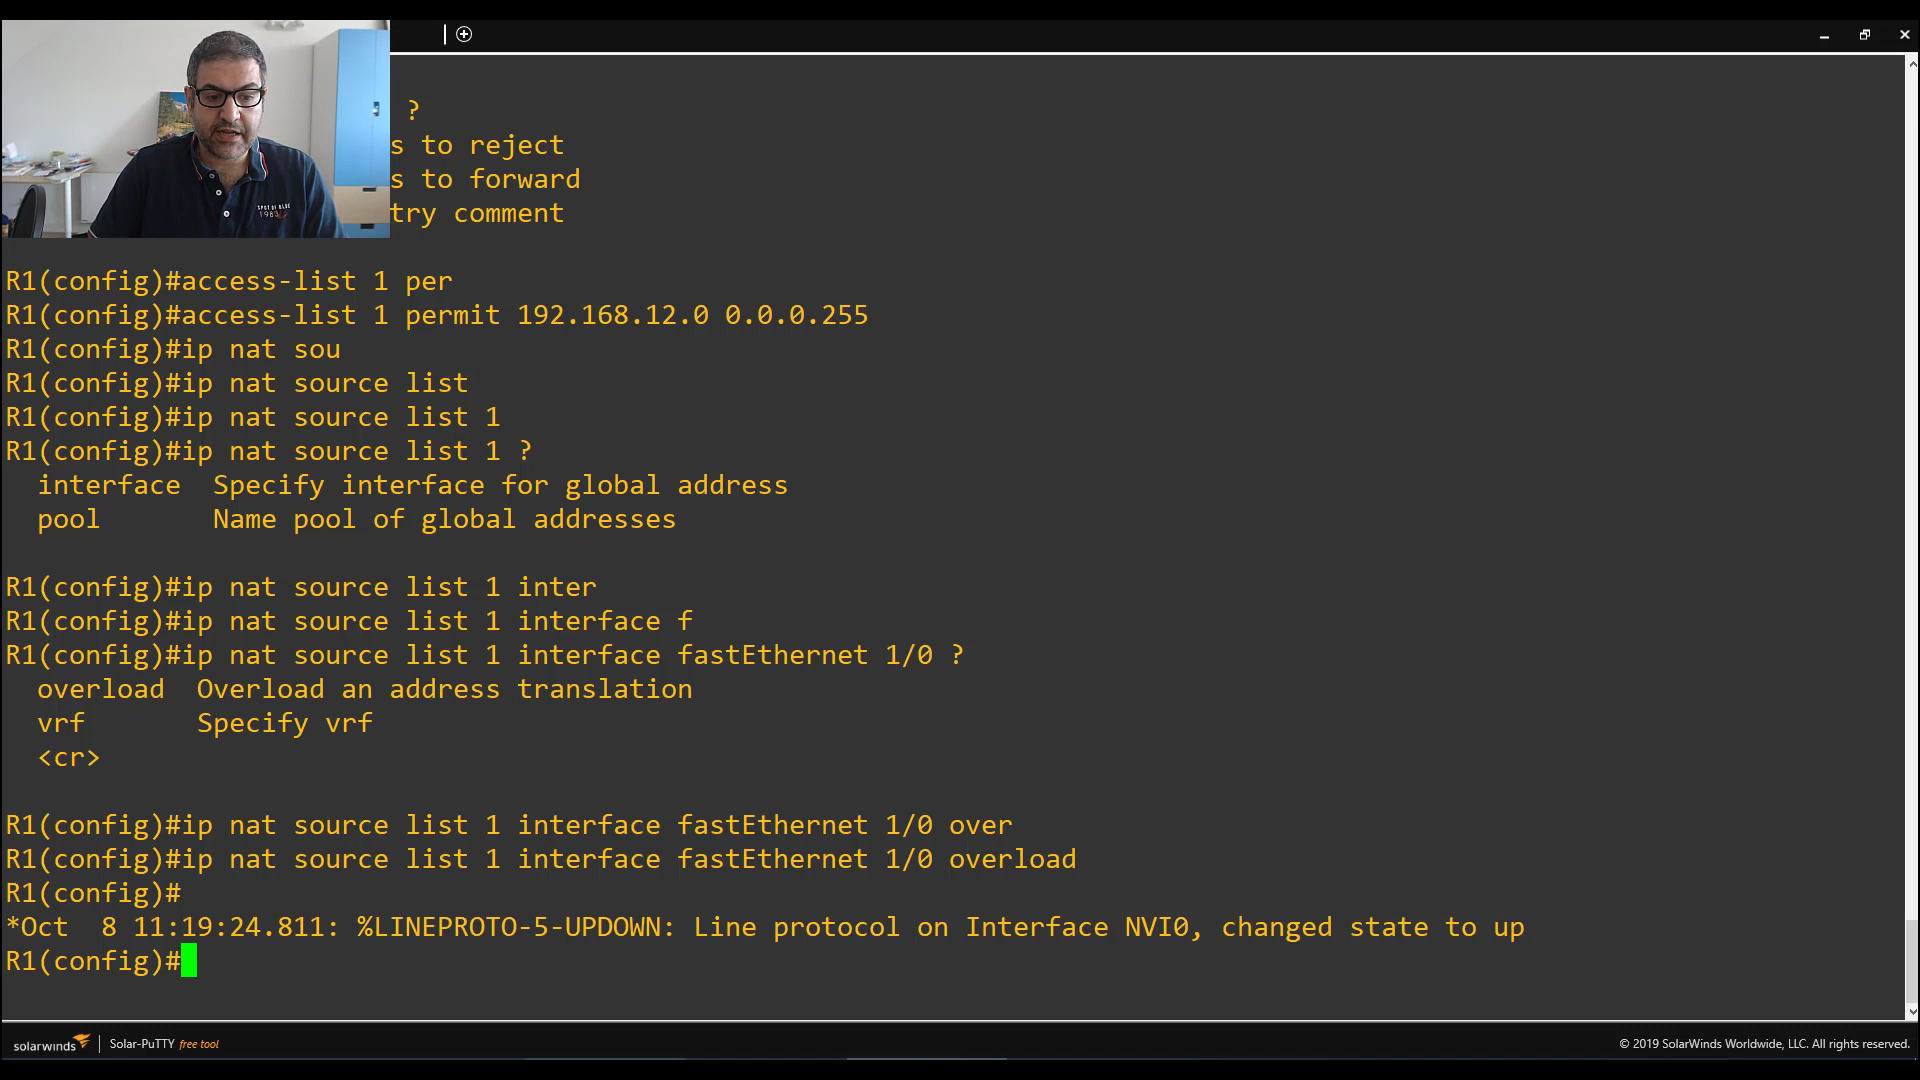 ?
s to reject
s to forward
try comment
SPOT OF BLUE
1983
R1(config)#access-list 1 per
R1(config)#access-list 1 permit 192.168.12.0 0.0.0.255
R1(config)#ip nat sou
R1(config)#ip nat source list
R1(config)#ip nat source list 1
R1(config)#ip nat source list 1 ?
interface Specify interface for global address
pool Name pool of global addresses
R1(config)#ip nat source list 1 inter
R1(config)#ip nat source list 1 interface f
R1(config)#ip nat source list 1 interface fastEthernet 1/0 ?
overload Overload an address translation
vrf Specify vrf
<cr>
R1(config)#ip nat source list 1 interface fastEthernet 1/0 over
R1(config)#ip nat source list 1 interface fastEthernet 1/0 overload
R1(config)#
*Oct 8 11:19:24.811: %LINEPROTO-5-UPDOWN: Line protocol on Interface NVI0, changed state to up
R1(config)#
solarwinds | Solar-PuTTY free tool
© 2019 SolarWinds Worldwide, LLC. All rights reserved.